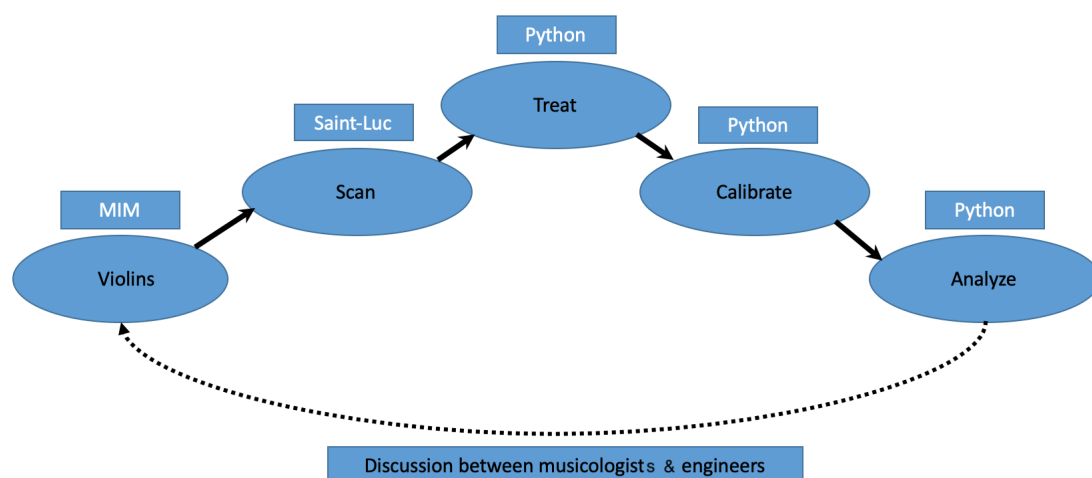 Python
Treat
Saint-Luc
Python
Scan
Calibrate
MIM
Python
Violins
Analyze
Discussion between musicologists & engineers